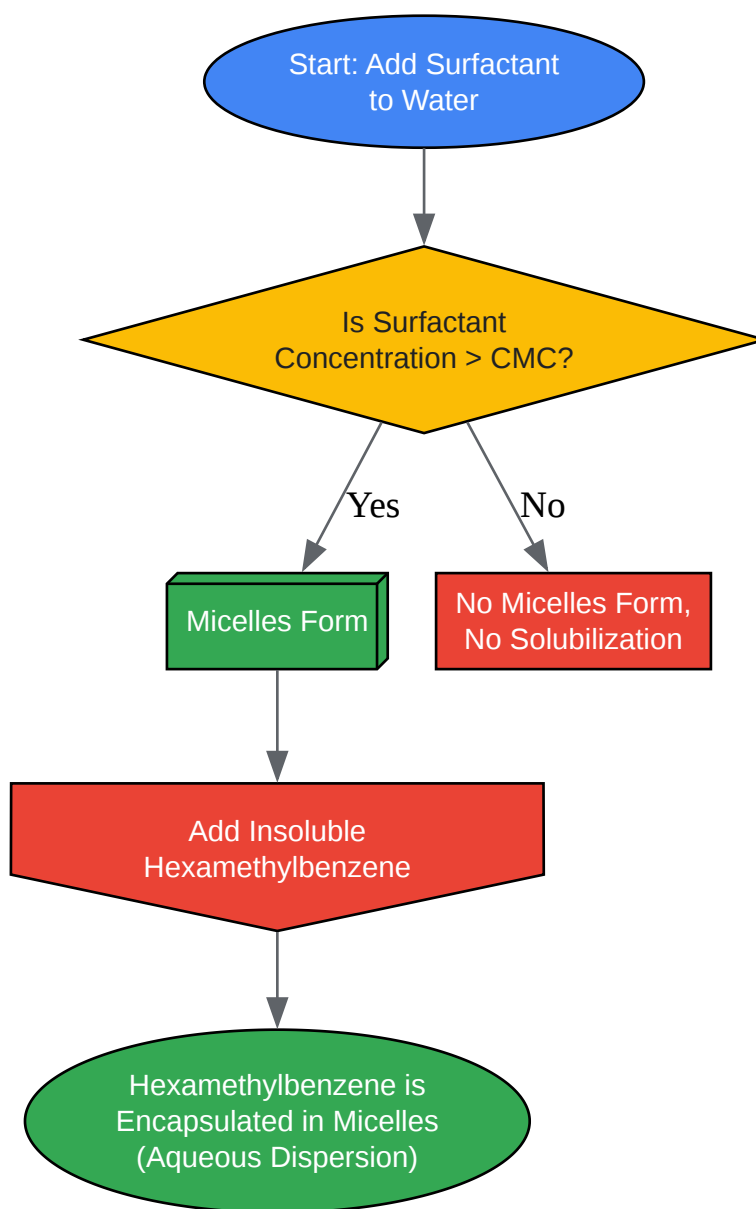 Start: Add Surfactant
to Water
Is Surfactant
Concentration > CMC?
Yes
No
Micelles Form
No Micelles Form,
No Solubilization
Add Insoluble
Hexamethylbenzene
Hexamethylbenzene is
Encapsulated in Micelles
(Aqueous Dispersion)